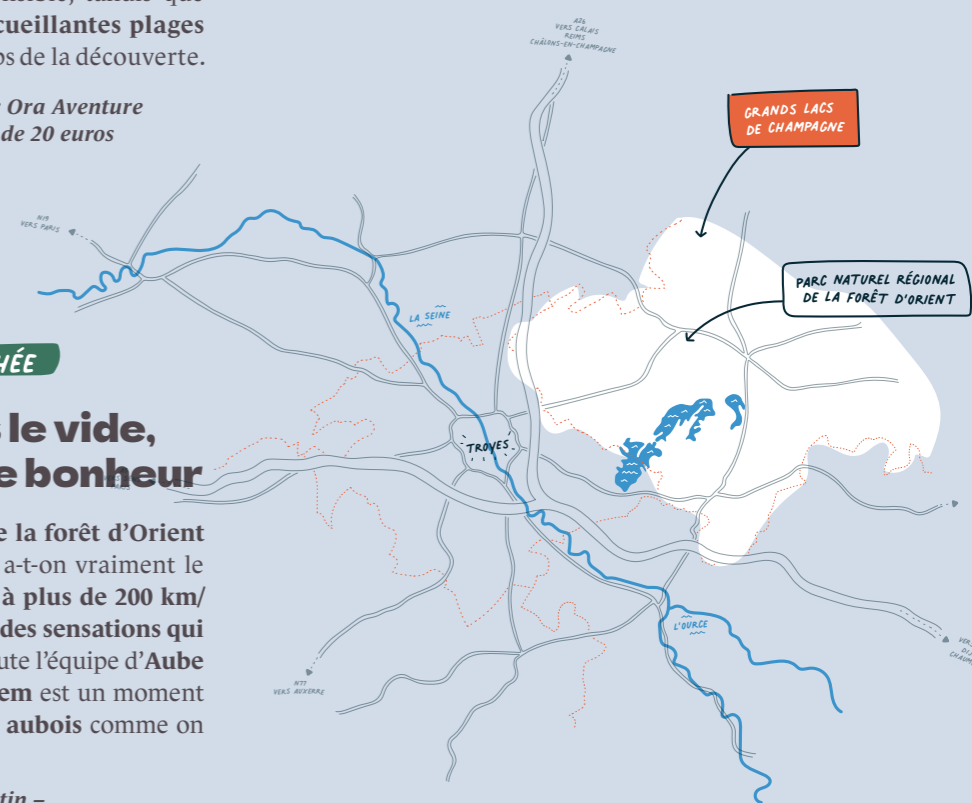 cueillantes plages
os de la découverte.
Ora Aventure
de 20 euros
HÉE
le vide,
e bonheur
e la forêt d'Orient
a-t-on vraiment le
à plus de 200 km/
des sensations qui
ute l'équipe d'Aube
em est un moment
aubois comme on
tin –
A26
VERS CALAIS
REIMS
CHÂLONS-EN-CHAMPAGNE
GRANDS LACS
DE CHAMPAGNE
N19
VERS PARIS
PARC NATUREL RÉGIONAL
DE LA FORÊT D'ORIENT
LA SEINE
TROYES
L'OURCE
N77
VERS AUXERRE